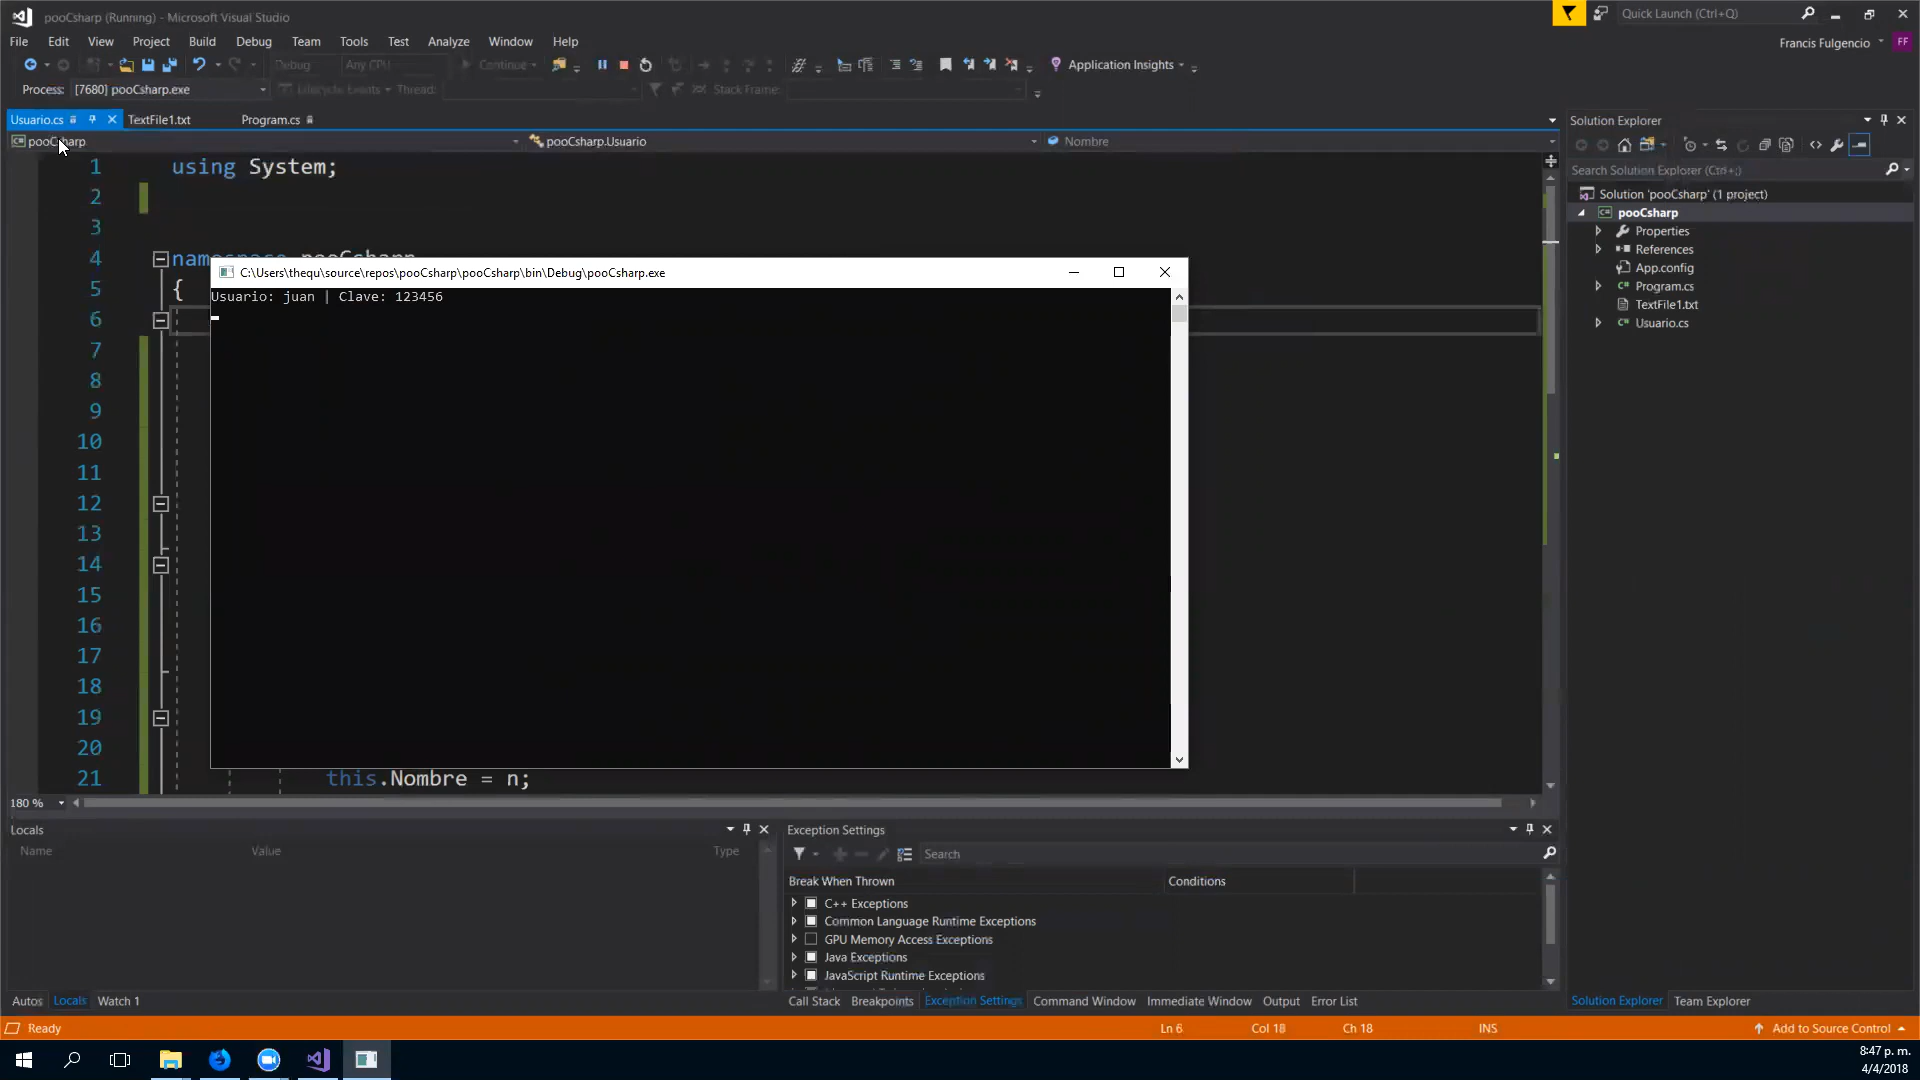 pooCsharp (Running) - Microsoft Visual Studio
Quick Launch (Ctrl+Q)
File Edit View Project Build Debug Team Tools Test Analyze Window Help
Francis Fulgencio FF
Debug Any CPU Continue Application Insights
Process: [7680] pooCsharp.exe Lifecycle Events Thread: Stack Frame:
Usuario.cs TextFile1.txt Program.cs
pooCsharp pooCsharp.Usuario Nombre
1 using System;
2
3
4 namespace pooCsharp
5 {
6
7
8
9
10
11
12
13
14
15
16
17
18
19
20
21 this.Nombre = n;
C:\Users\thequ\source\repos\pooCsharp\pooCsharp\bin\Debug\pooCsharp.exe
Usuario: juan | Clave: 123456
180 %
Solution Explorer
Search Solution Explorer (Ctrl+;)
Solution 'pooCsharp' (1 project)
pooCsharp
Properties
References
App.config
Program.cs
TextFile1.txt
Usuario.cs
Locals
Name Value Type
Autos Locals Watch 1
Exception Settings
Search
Break When Thrown Conditions
C++ Exceptions
Common Language Runtime Exceptions
GPU Memory Access Exceptions
Java Exceptions
JavaScript Runtime Exceptions
Call Stack Breakpoints Exception Settings Command Window Immediate Window Output Error List
Solution Explorer Team Explorer
Ready Ln 6 Col 18 Ch 18 INS Add to Source Control
8:47 p. m.
4/4/2018